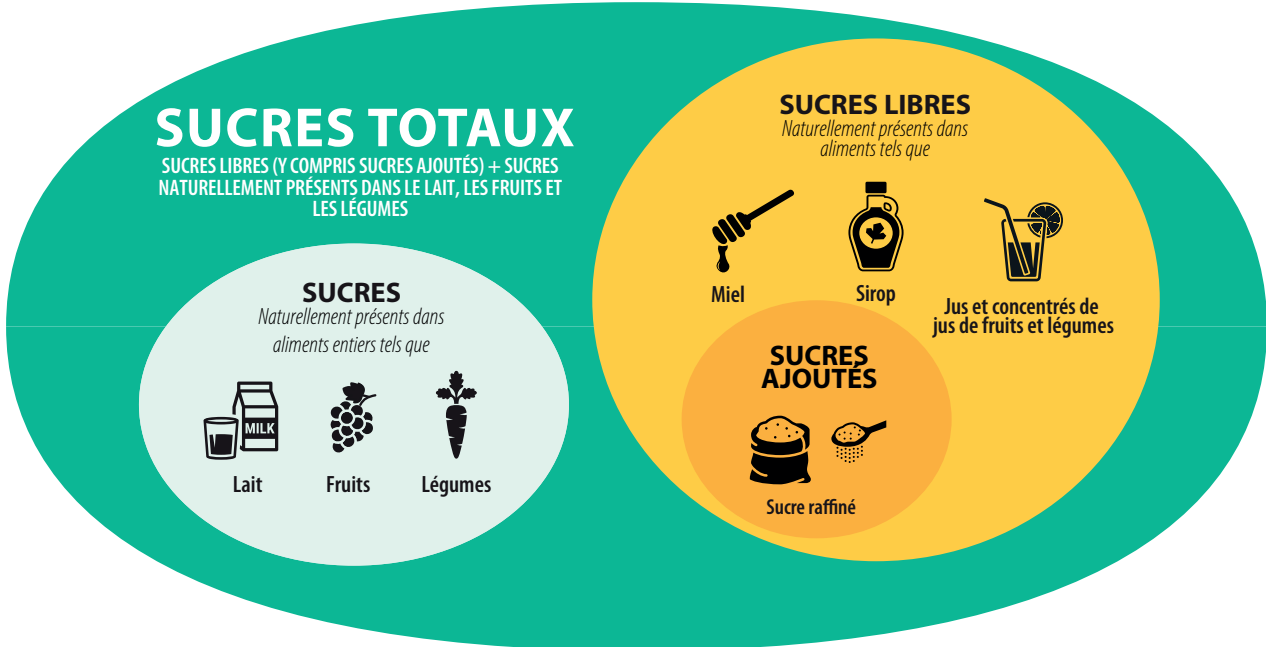 SUCRES TOTAUX
SUCRES LIBRES (Y COMPRIS SUCRES AJOUTÉS) + SUCRES
NATURELLEMENT PRÉSENTS DANS LE LAIT, LES FRUITS ET
LES LÉGUMES
SUCRES
Naturellement présents dans
aliments entiers tels que
MILK
Lait
Fruits
Légumes
SUCRES LIBRES
Naturellement présents dans
aliments tels que
Miel
Sirop
Jus et concentrés de
jus de fruits et légumes
SUCRES
AJOUTÉS
Sucre raffiné